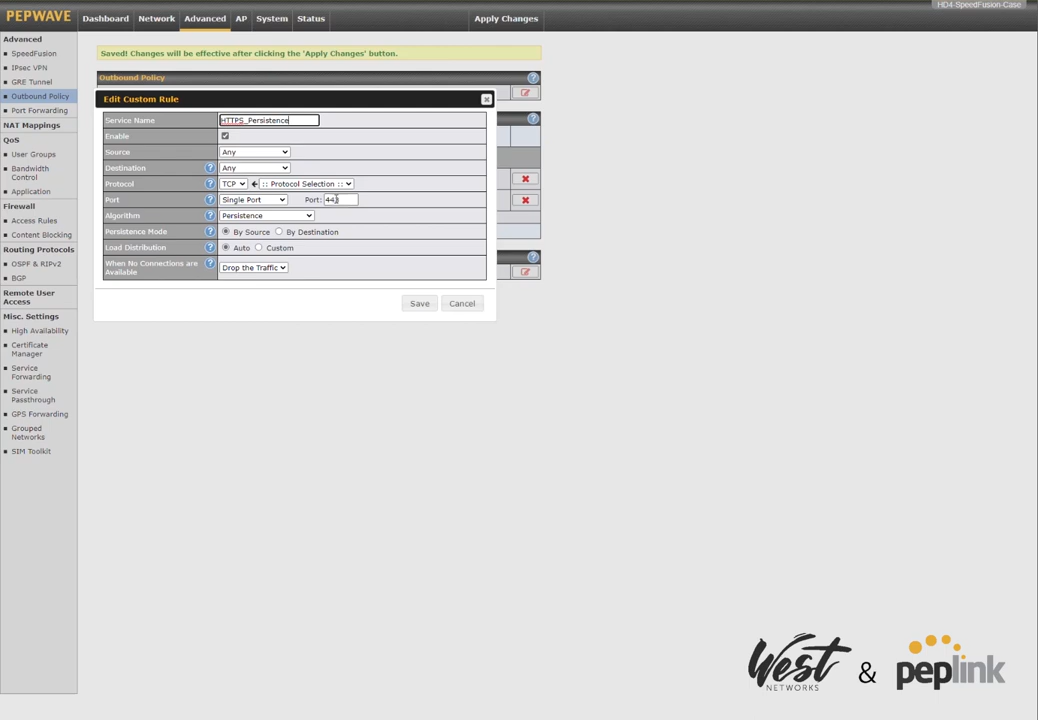 HD4-SpeedFusion-Case
PEPWAVE Dashboard Network Advanced AP System Status Apply Changes
Advanced
SpeedFusion
IPsec VPN
GRE Tunnel
Outbound Policy
Port Forwarding
NAT Mappings
QoS
User Groups
Bandwidth
Control
Application
Firewall
Access Rules
Content Blocking
Routing Protocols
OSPF & RIPv2
BGP
Remote User
Access
Misc. Settings
High Availability
Certificate
Manager
Service
Forwarding
Service
Passthrough
GPS Forwarding
Grouped
Networks
SIM Toolkit
Saved! Changes will be effective after clicking the 'Apply Changes' button.
Outbound Policy
Edit Custom Rule
Service Name HTTPS_Persistence
Enable
Source Any
Destination Any
Protocol TCP :: Protocol Selection ::
Port Single Port Port: 443
Algorithm Persistence
Persistence Mode By Source By Destination
Load Distribution Auto Custom
When No Connections are
Available Drop the Traffic
Save Cancel
West
NETWORKS
& peplink